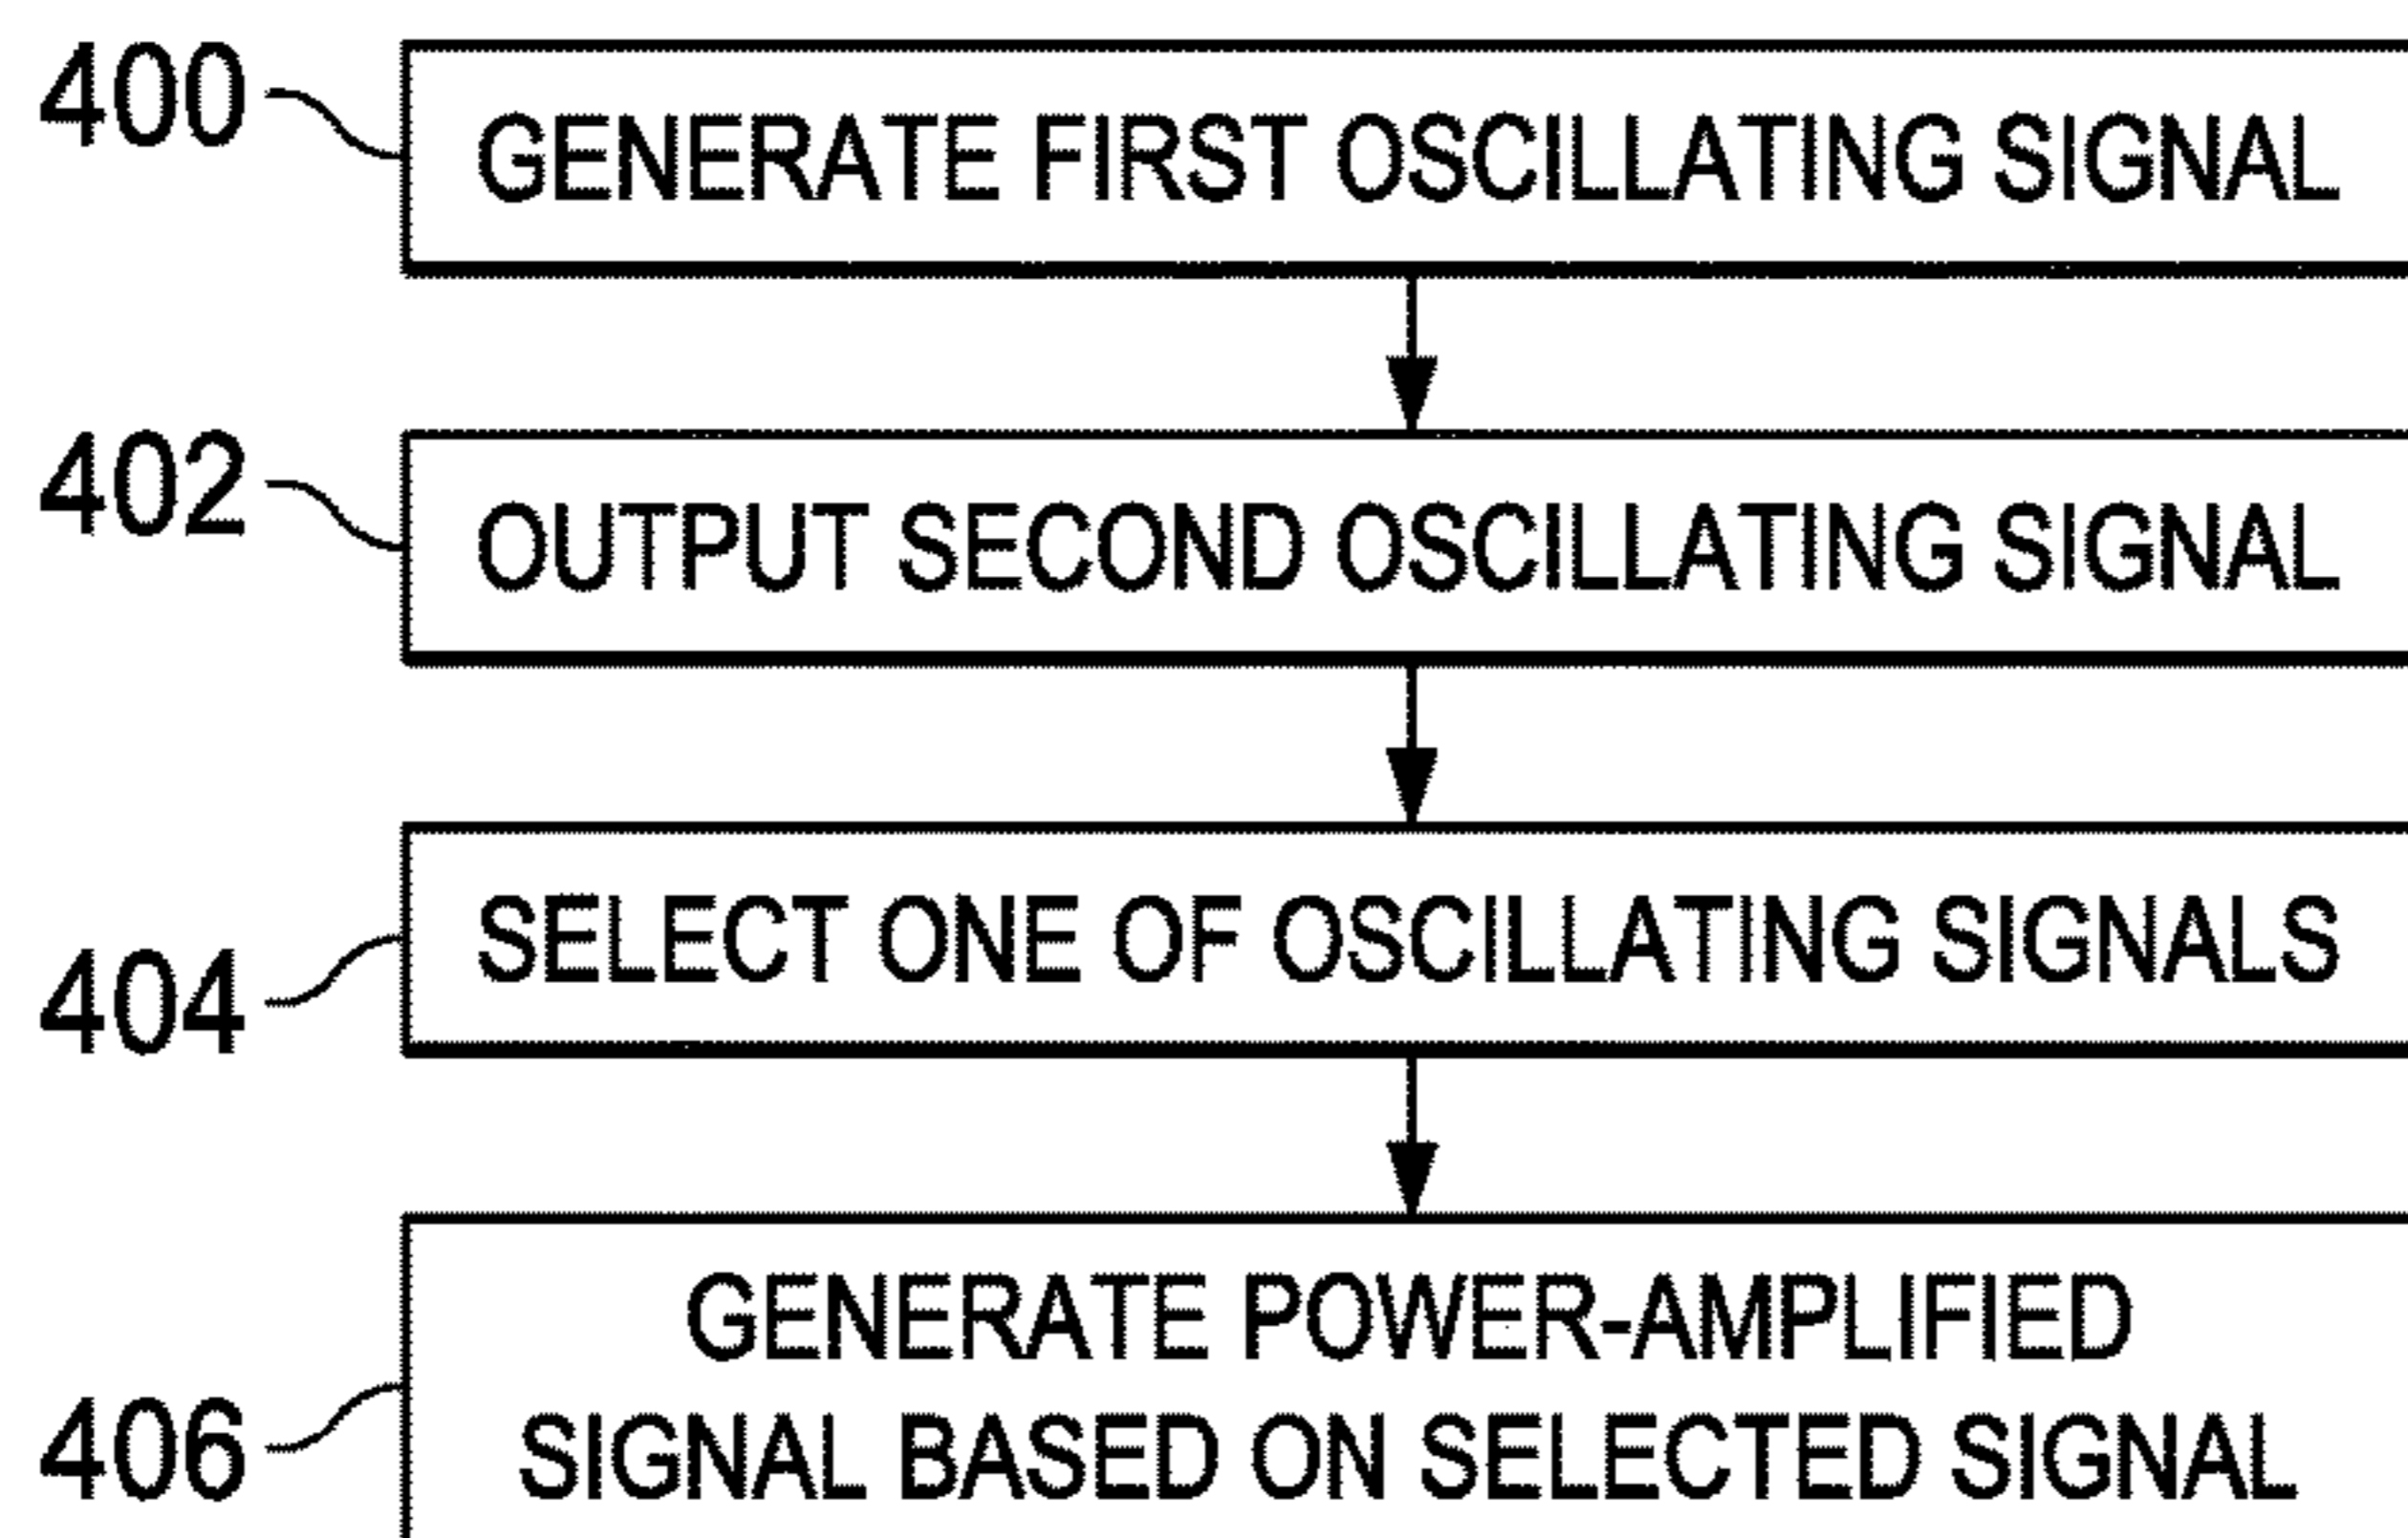 400
GENERATE FIRST OSCILLATING SIGNAL
402
OUTPUT SECOND OSCILLATING SIGNAL
404
SELECT ONE OF OSCILLATING SIGNALS
406
GENERATE POWER-AMPLIFIED
SIGNAL BASED ON SELECTED SIGNAL